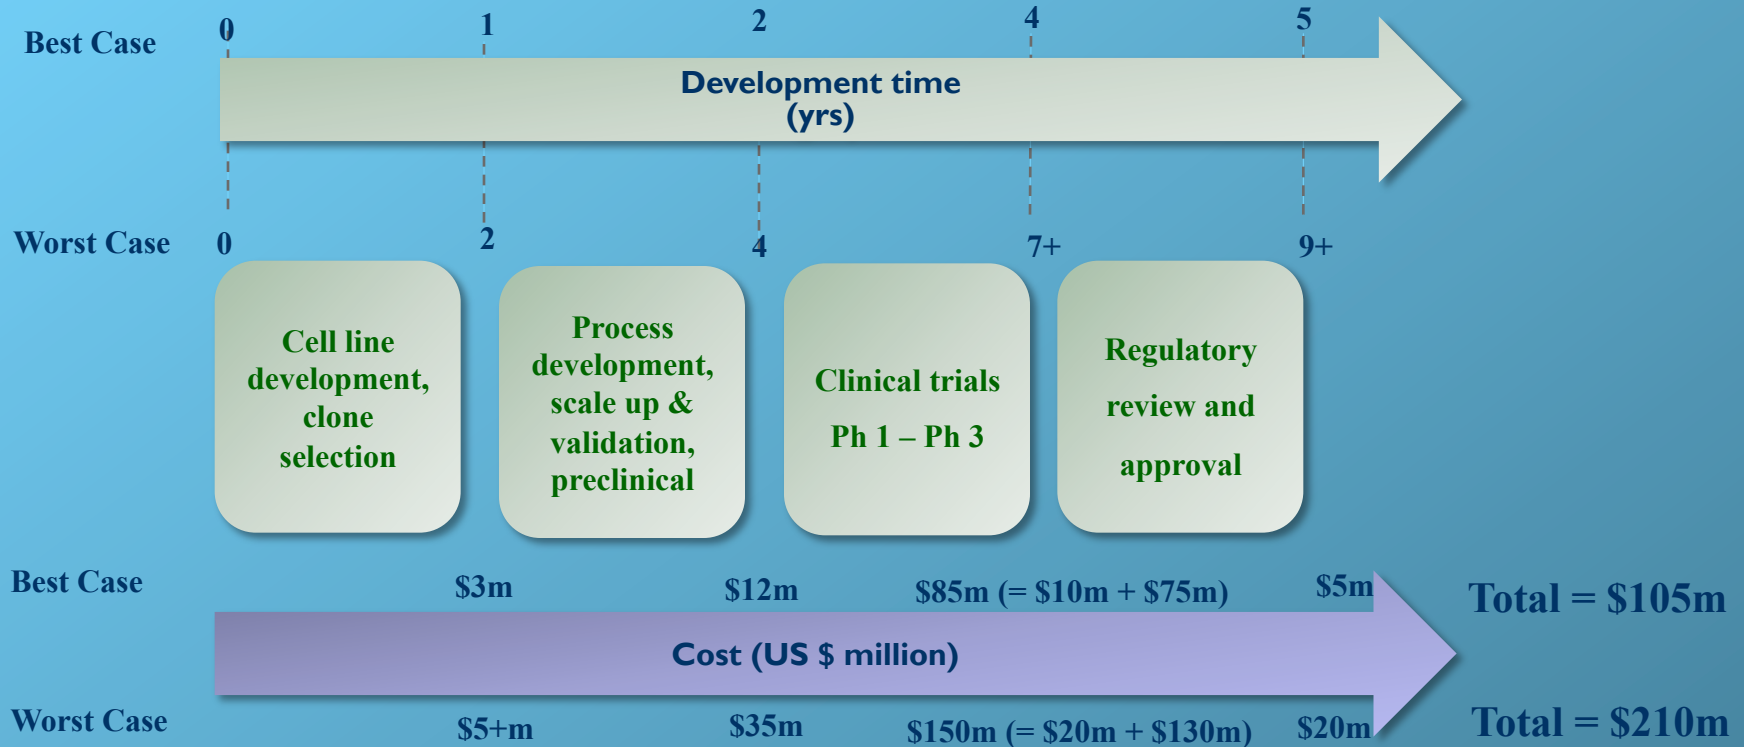 Best Case 0 1 2 4 5
Development time
(yrs)
Worst Case 0 2 4 7+ 9+
Cell line
development,
clone
selection
Process
development,
scale up &
validation,
preclinical
Clinical trials
Ph 1 – Ph 3
Regulatory
review and
approval
Best Case $3m $12m $85m (= $10m + $75m) $5m Total = $105m
Cost (US $ million)
Worst Case $5+m $35m $150m (= $20m + $130m) $20m Total = $210m